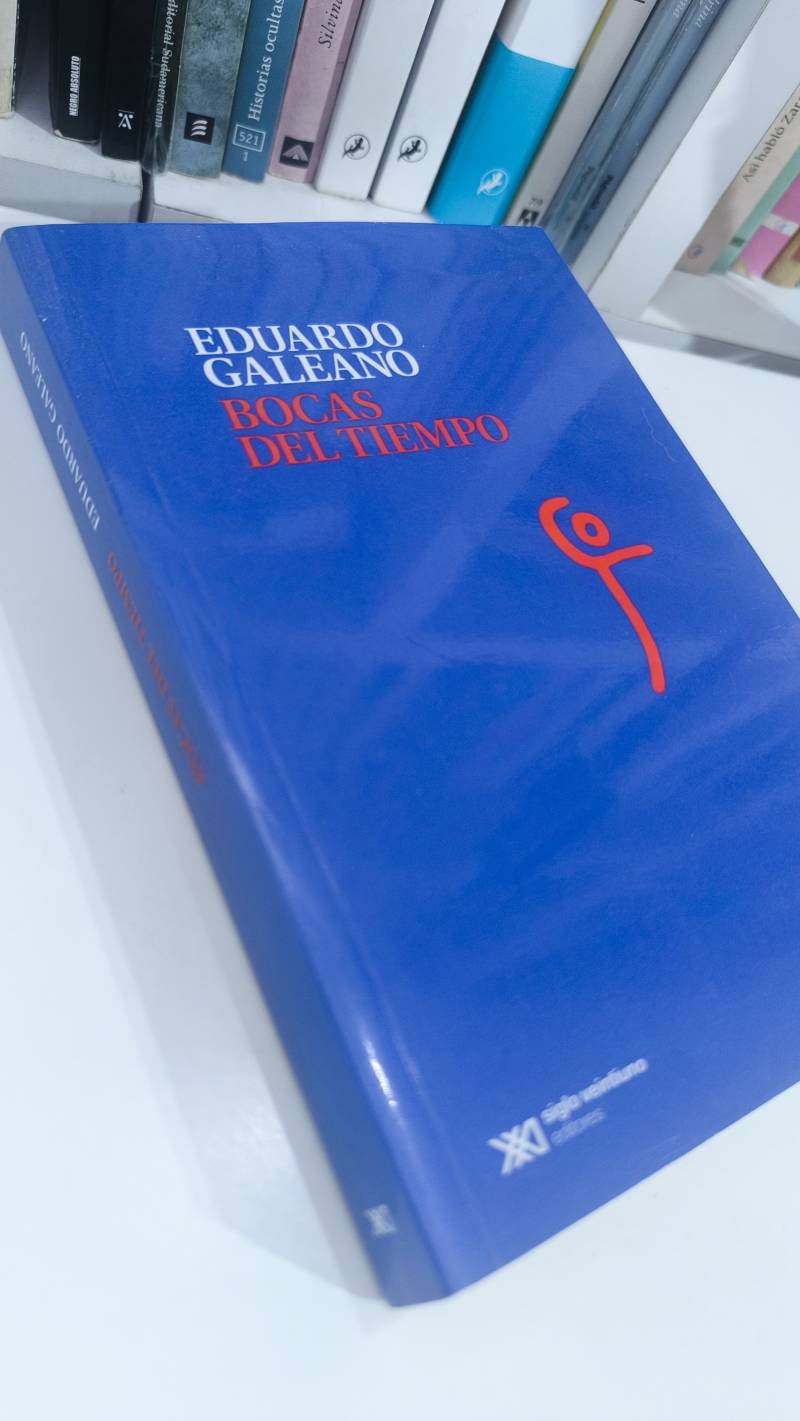 NEGRO ABSOLUTO
Editorial Sudamericana
Historias ocultas
521
1
Silvina
Así habló Zar
EDUARDO
GALEANO
BOCAS
DEL TIEMPO
EDUARDO GALEANO
BOCAS DEL TIEMPO
siglo veintiuno
editores